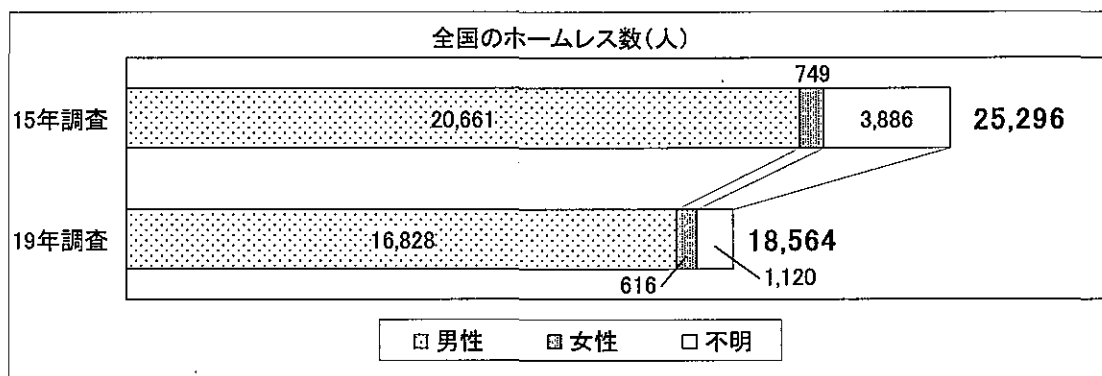 全国のホームレス数(人)
749
15年調査
20,661
3,886
25,296
19年調査
16,828
18,564
616
1,120
男性 女性 不明